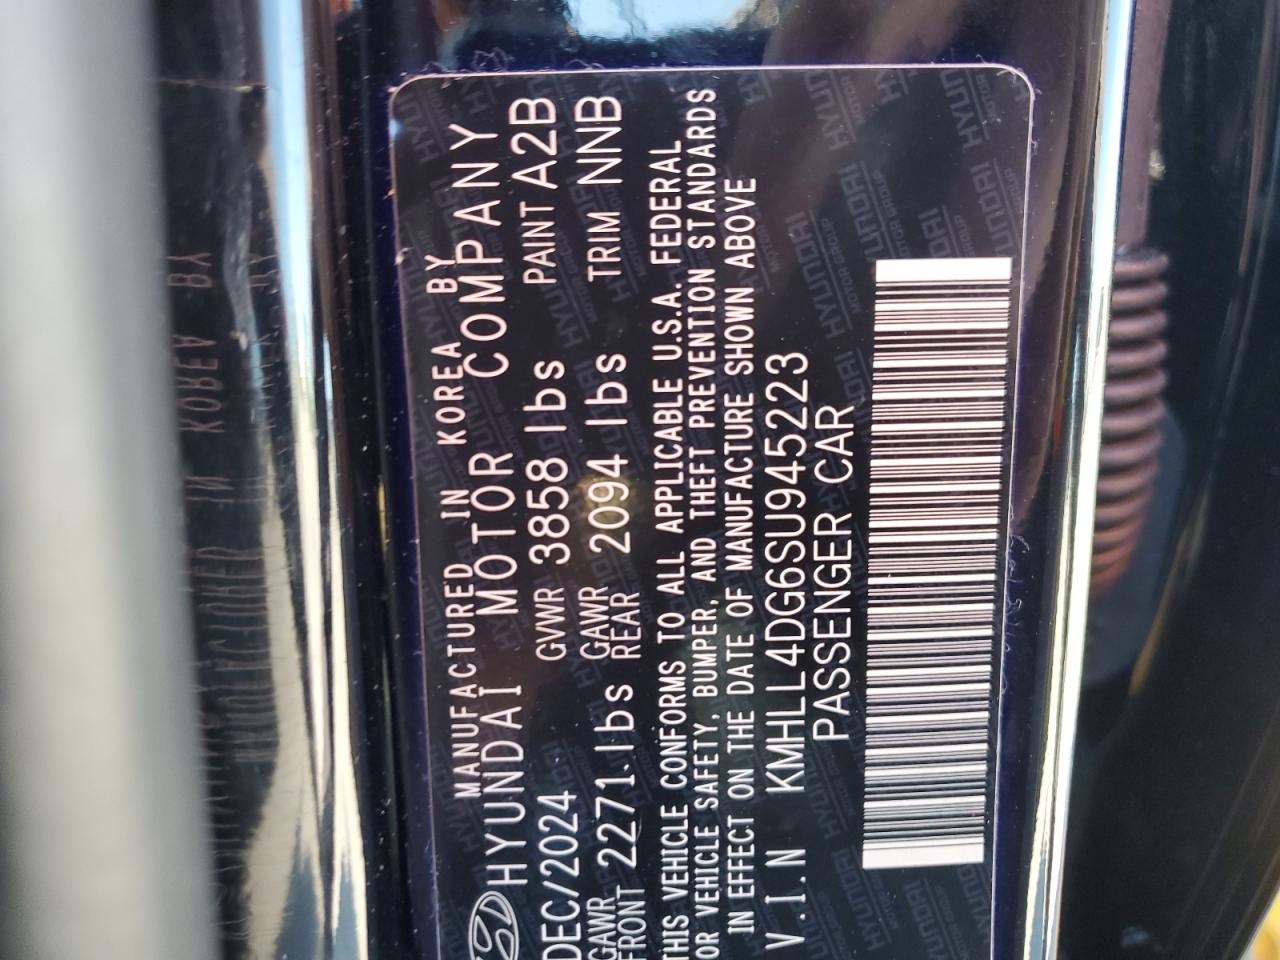 MANUFACTURED IN KOREA BY
HYUNDAI MOTOR COMPANY
DEC/2024 GVWR 3858 lbs PAINT A2B
GAWR FRONT 2271 lbs GAWR REAR 2094 lbs TRIM NNB
THIS VEHICLE CONFORMS TO ALL APPLICABLE U.S.A. FEDERAL
OR VEHICLE SAFETY, BUMPER, AND THEFT PREVENTION STANDARDS
IN EFFECT ON THE DATE OF MANUFACTURE SHOWN ABOVE
V.I.N KMHLL4DG6SU945223
PASSENGER CAR